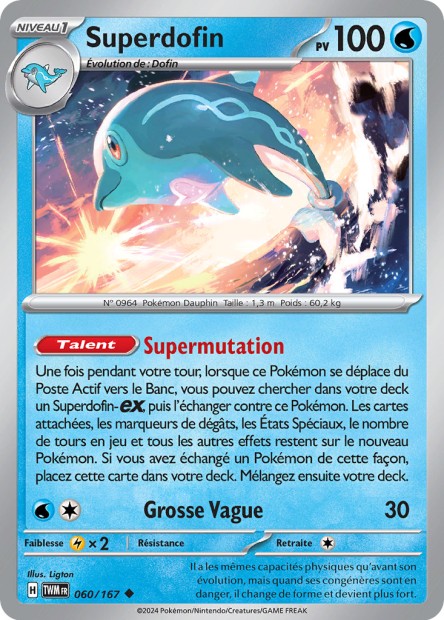 NIVEAU 1
Superdofin
PV 100
Évolution de : Dofin
N° 0964 Pokémon Dauphin Taille : 1,3 m Poids : 60,2 kg
Talent Supermutation
Une fois pendant votre tour, lorsque ce Pokémon se déplace du
Poste Actif vers le Banc, vous pouvez chercher dans votre deck
un Superdofin-ex, puis l'échanger contre ce Pokémon. Les cartes
attachées, les marqueurs de dégâts, les États Spéciaux, le nombre
de tours en jeu et tous les autres effets restent sur le nouveau
Pokémon. Si vous avez échangé un Pokémon de cette façon,
placez cette carte dans votre deck. Mélangez ensuite votre deck.
Grosse Vague 30
Faiblesse × 2 Résistance Retraite
Illus. Ligton
H TWM FR 060/167
Il a les mêmes capacités physiques qu'avant son
évolution, mais quand ses congénères sont en
danger, il change de forme et devient plus fort.
©2024 Pokémon/Nintendo/Creatures/GAME FREAK